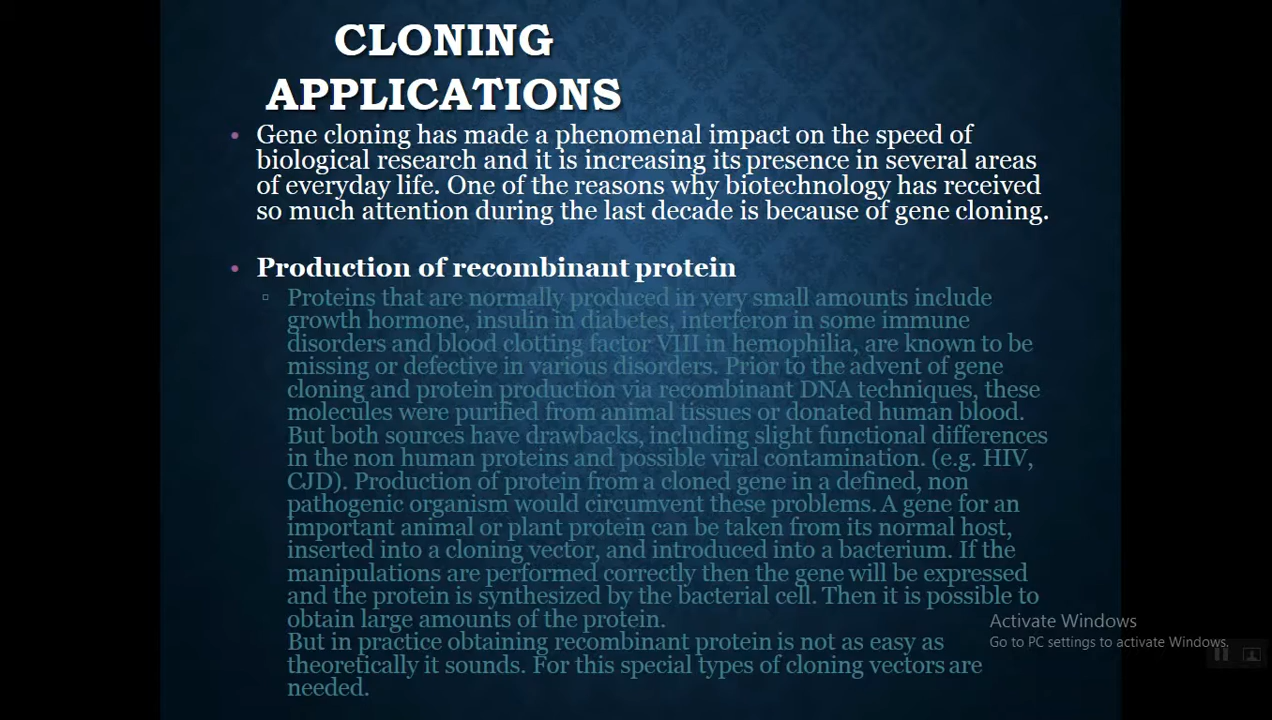 CLONING
APPLICATIONS
• Gene cloning has made a phenomenal impact on the speed of
biological research and it is increasing its presence in several areas
of everyday life. One of the reasons why biotechnology has received
so much attention during the last decade is because of gene cloning.
• Production of recombinant protein
▫ Proteins that are normally produced in very small amounts include
growth hormone, insulin in diabetes, interferon in some immune
disorders and blood clotting factor VIII in hemophilia, are known to be
missing or defective in various disorders. Prior to the advent of gene
cloning and protein production via recombinant DNA techniques, these
molecules were purified from animal tissues or donated human blood.
But both sources have drawbacks, including slight functional differences
in the non human proteins and possible viral contamination. (e.g. HIV,
CJD). Production of protein from a cloned gene in a defined, non
pathogenic organism would circumvent these problems. A gene for an
important animal or plant protein can be taken from its normal host,
inserted into a cloning vector, and introduced into a bacterium. If the
manipulations are performed correctly then the gene will be expressed
and the protein is synthesized by the bacterial cell. Then it is possible to
obtain large amounts of the protein.
But in practice obtaining recombinant protein is not as easy as
theoretically it sounds. For this special types of cloning vectors are
needed.
Activate Windows
Go to PC settings to activate Windows.